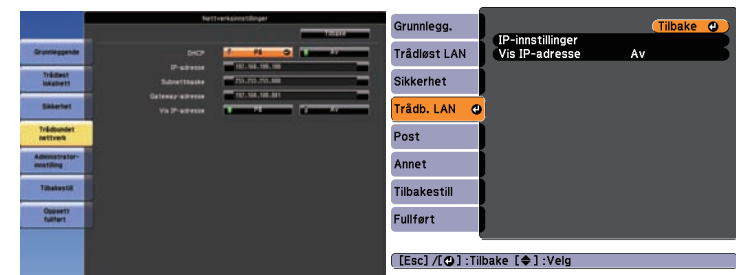 Nettverksinnstillinger
Tilbake
Grunnleggende
Trådløst
lokalnett
Sikkerhet
Trådbundet
nettverk
Administrator-
innstilling
Tilbakestill
Oppsett
fullført
DHCP På Av
IP-adresse
Subnettmaske
Gateway-adresse
Vis IP-adresse På Av
Grunnlegg.
Trådløst LAN
Sikkerhet
Trådb. LAN
Post
Annet
Tilbakestill
Fullført
Tilbake
IP-innstillinger
Vis IP-adresse Av
[Esc] /[ ] :Tilbake [ ] :Velg